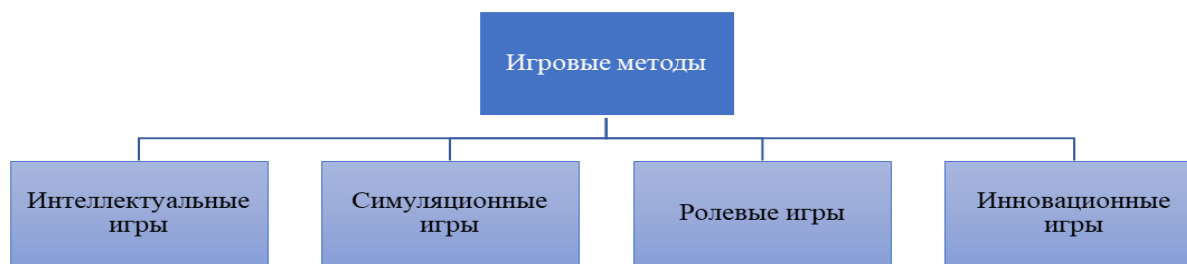 Игровые методы
Интеллектуальные
игры
Симуляционные
игры
Ролевые игры
Инновационные
игры